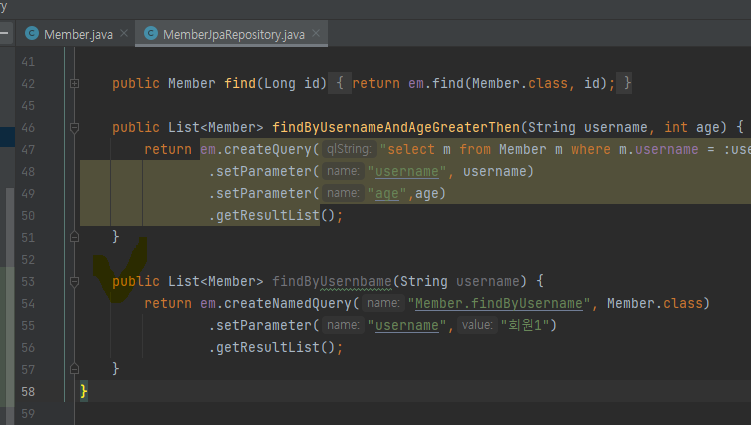 ry
Member.java × MemberJpaRepository.java ×
41
42 public Member find(Long id) { return em.find(Member.class, id); }
45
46 public List<Member> findByUsernameAndAgeGreaterThen(String username, int age) {
47 return em.createQuery( qlString: "select m from Member m where m.username = :use
48 .setParameter( name: "username", username)
49 .setParameter( name: "age",age)
50 .getResultList();
51 }
52
53 public List<Member> findByUsernbame(String username) {
54 return em.createNamedQuery( name: "Member.findByUsername", Member.class)
55 .setParameter( name: "username", value: "회원1")
56 .getResultList();
57 }
58 }
59